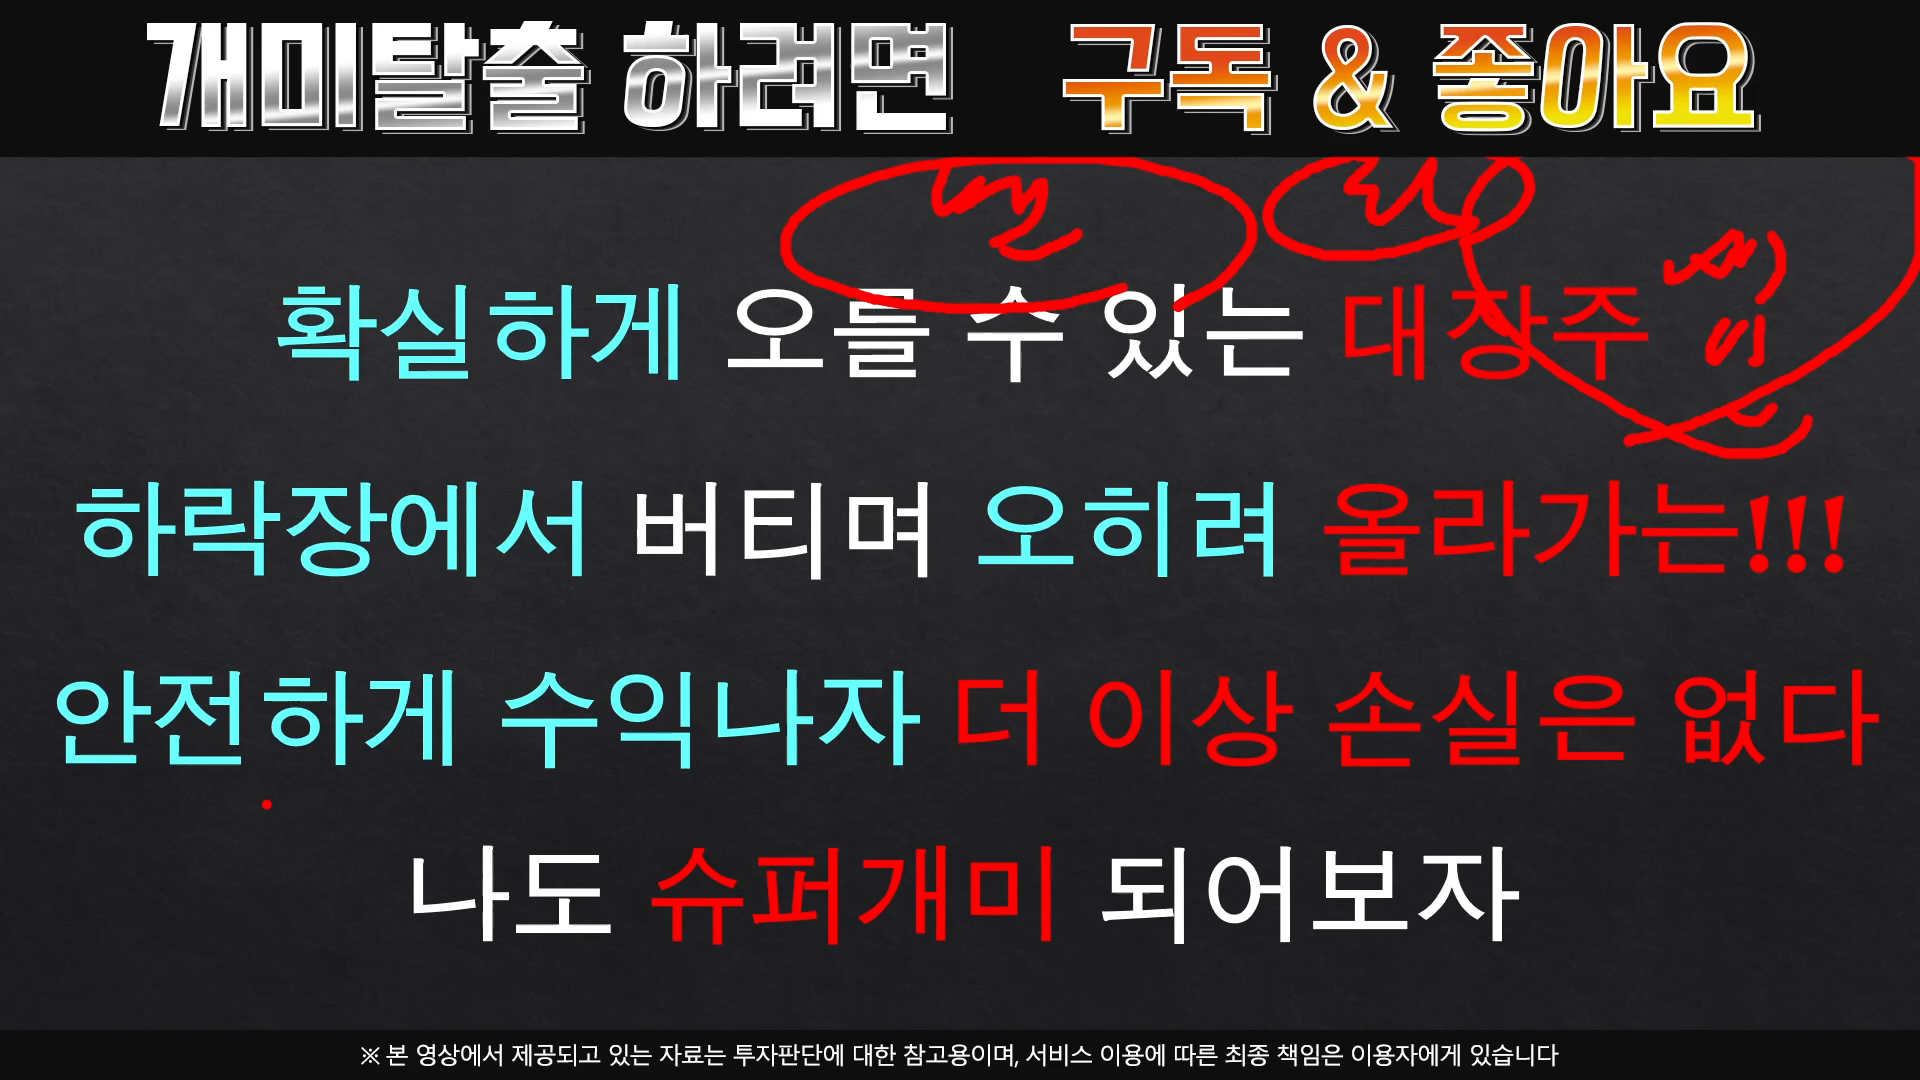 개미탈출 하려면 구독 & 좋아요
확실하게 오를 수 있는 대장주
하락장에서 버티며 오히려 올라가는!!!
안전하게 수익나자 더 이상 손실은 없다
나도 슈퍼개미 되어보자
※ 본 영상에서 제공되고 있는 자료는 투자판단에 대한 참고용이며, 서비스 이용에 따른 최종 책임은 이용자에게 있습니다